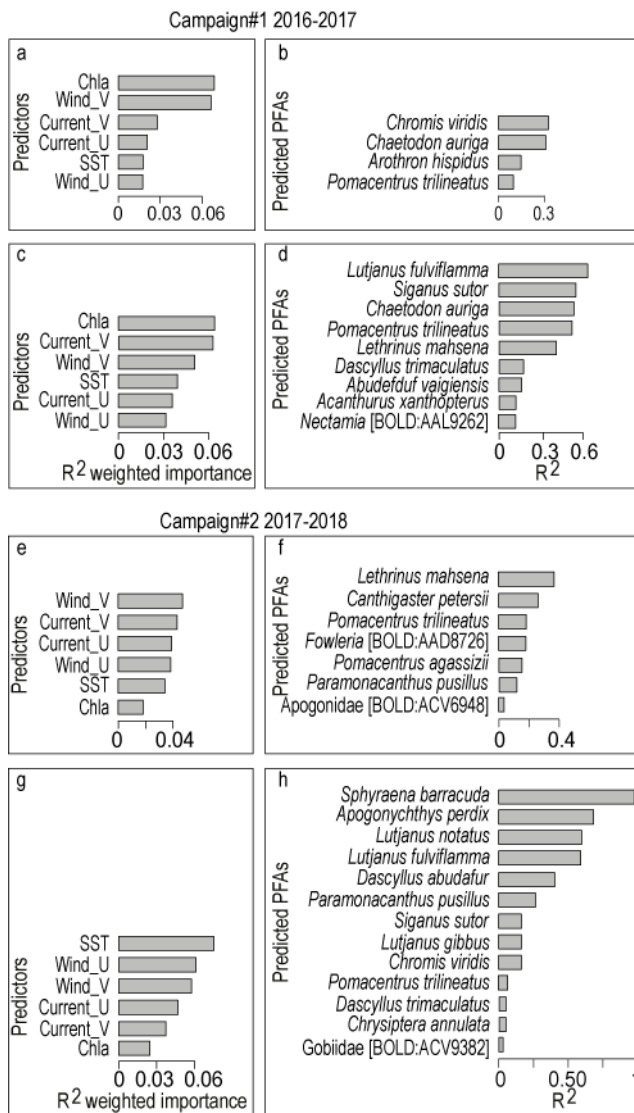 Campaign#1 2016-2017
a
Predictors
Chla
Wind_V
Current_V
Current_U
SST
Wind_U
0 0.03 0.06
b
Predicted PFAs
Chromis viridis
Chaetodon auriga
Arothron hispidus
Pomacentrus trilineatus
0 0.3
c
Predictors
Chla
Current_V
Wind_V
SST
Current_U
Wind_U
0 0.03 0.06
R2 weighted importance
d
Predicted PFAs
Lutjanus fulviflamma
Siganus sutor
Chaetodon auriga
Pomacentrus trilineatus
Lethrinus mahsena
Dascyllus trimaculatus
Abudefduf vaigiensis
Acanthurus xanthopterus
Nectamia [BOLD:AAL9262]
0 0.3 0.6
R2
Campaign#2 2017-2018
e
Predictors
Wind_V
Current_V
Current_U
Wind_U
SST
Chla
0 0.04
f
Predicted PFAs
Lethrinus mahsena
Canthigaster petersii
Pomacentrus trilineatus
Fowleria [BOLD:AAD8726]
Pomacentrus agassizii
Paramonacanthus pusillus
Apogonidae [BOLD:ACV6948]
0 0.4
g
Predictors
SST
Wind_U
Wind_V
Current_U
Current_V
Chla
0 0.03 0.06
R2 weighted importance
h
Predicted PFAs
Sphyraena barracuda
Apogonychthys perdix
Lutjanus notatus
Lutjanus fulviflamma
Dascyllus abudafur
Paramonacanthus pusillus
Siganus sutor
Lutjanus gibbus
Chromis viridis
Pomacentrus trilineatus
Dascyllus trimaculatus
Chrysiptera annulata
Gobiidae [BOLD:ACV9382]
0 0.50
R2